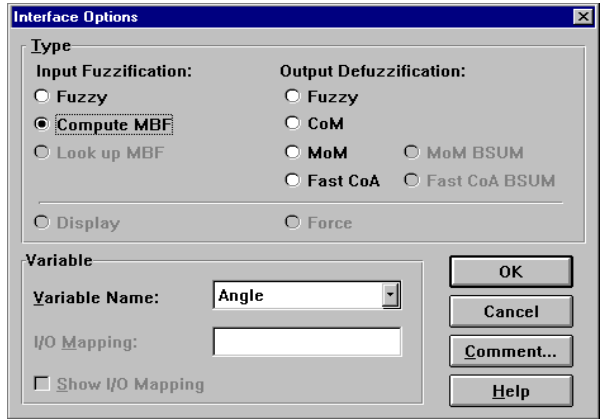 Interface Options
Type
Input Fuzzification:
Output Defuzzification:
Fuzzy
Fuzzy
Compute MBF
CoM
Look up MBF
MoM
MoM BSUM
Fast CoA
Fast CoA BSUM
Display
Force
Variable
Variable Name:
Angle
I/O Mapping:
Show I/O Mapping
OK
Cancel
Comment...
Help